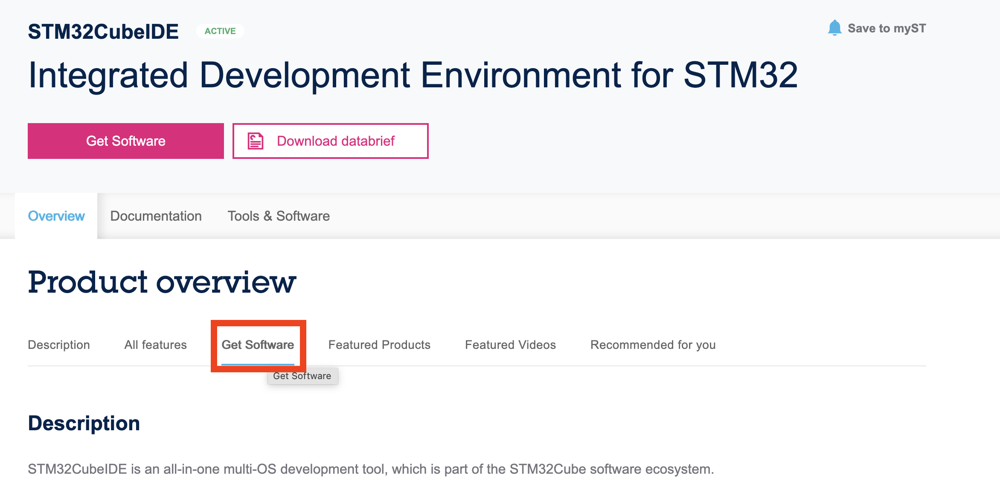 STM32CubeIDE ACTIVE Save to myST
Integrated Development Environment for STM32
Get Software Download databrief
Overview Documentation Tools & Software
Product overview
Description All features Get Software Featured Products Featured Videos Recommended for you
Get Software
Description
STM32CubeIDE is an all-in-one multi-OS development tool, which is part of the STM32Cube software ecosystem.